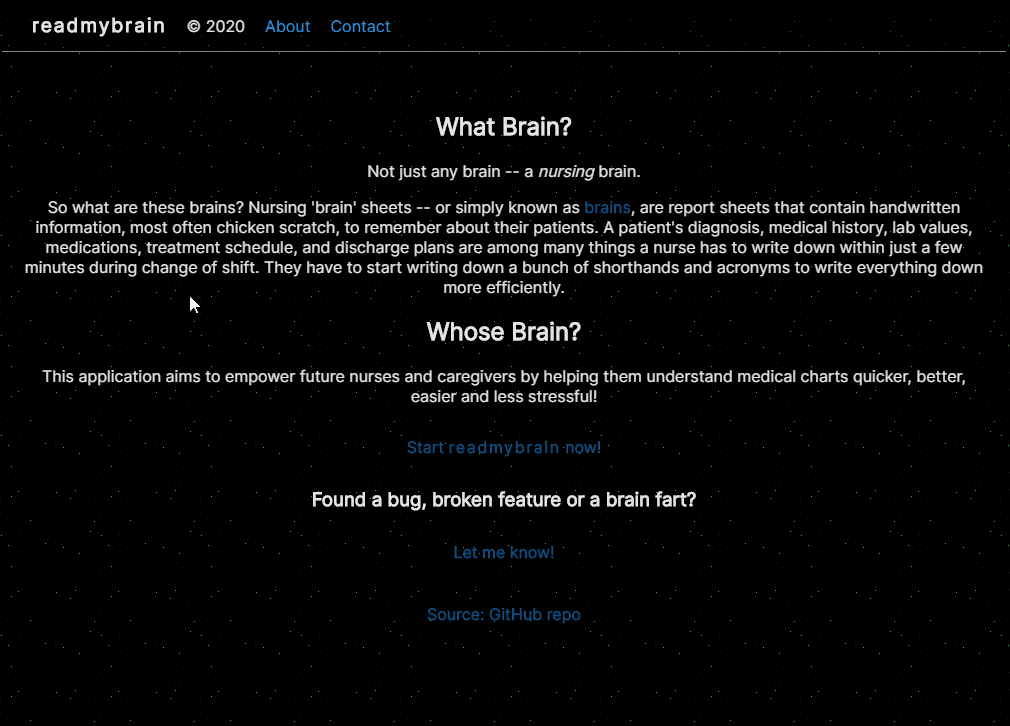 readmybrain © 2020 About Contact
What Brain?
Not just any brain -- a nursing brain.
So what are these brains? Nursing 'brain' sheets -- or simply known as brains, are report sheets that contain handwritten
information, most often chicken scratch, to remember about their patients. A patient's diagnosis, medical history, lab values,
medications, treatment schedule, and discharge plans are among many things a nurse has to write down within just a few
minutes during change of shift. They have to start writing down a bunch of shorthands and acronyms to write everything down
more efficiently.
Whose Brain?
This application aims to empower future nurses and caregivers by helping them understand medical charts quicker, better,
easier and less stressful!
Start readmybrain now!
Found a bug, broken feature or a brain fart?
Let me know!
Source: GitHub repo